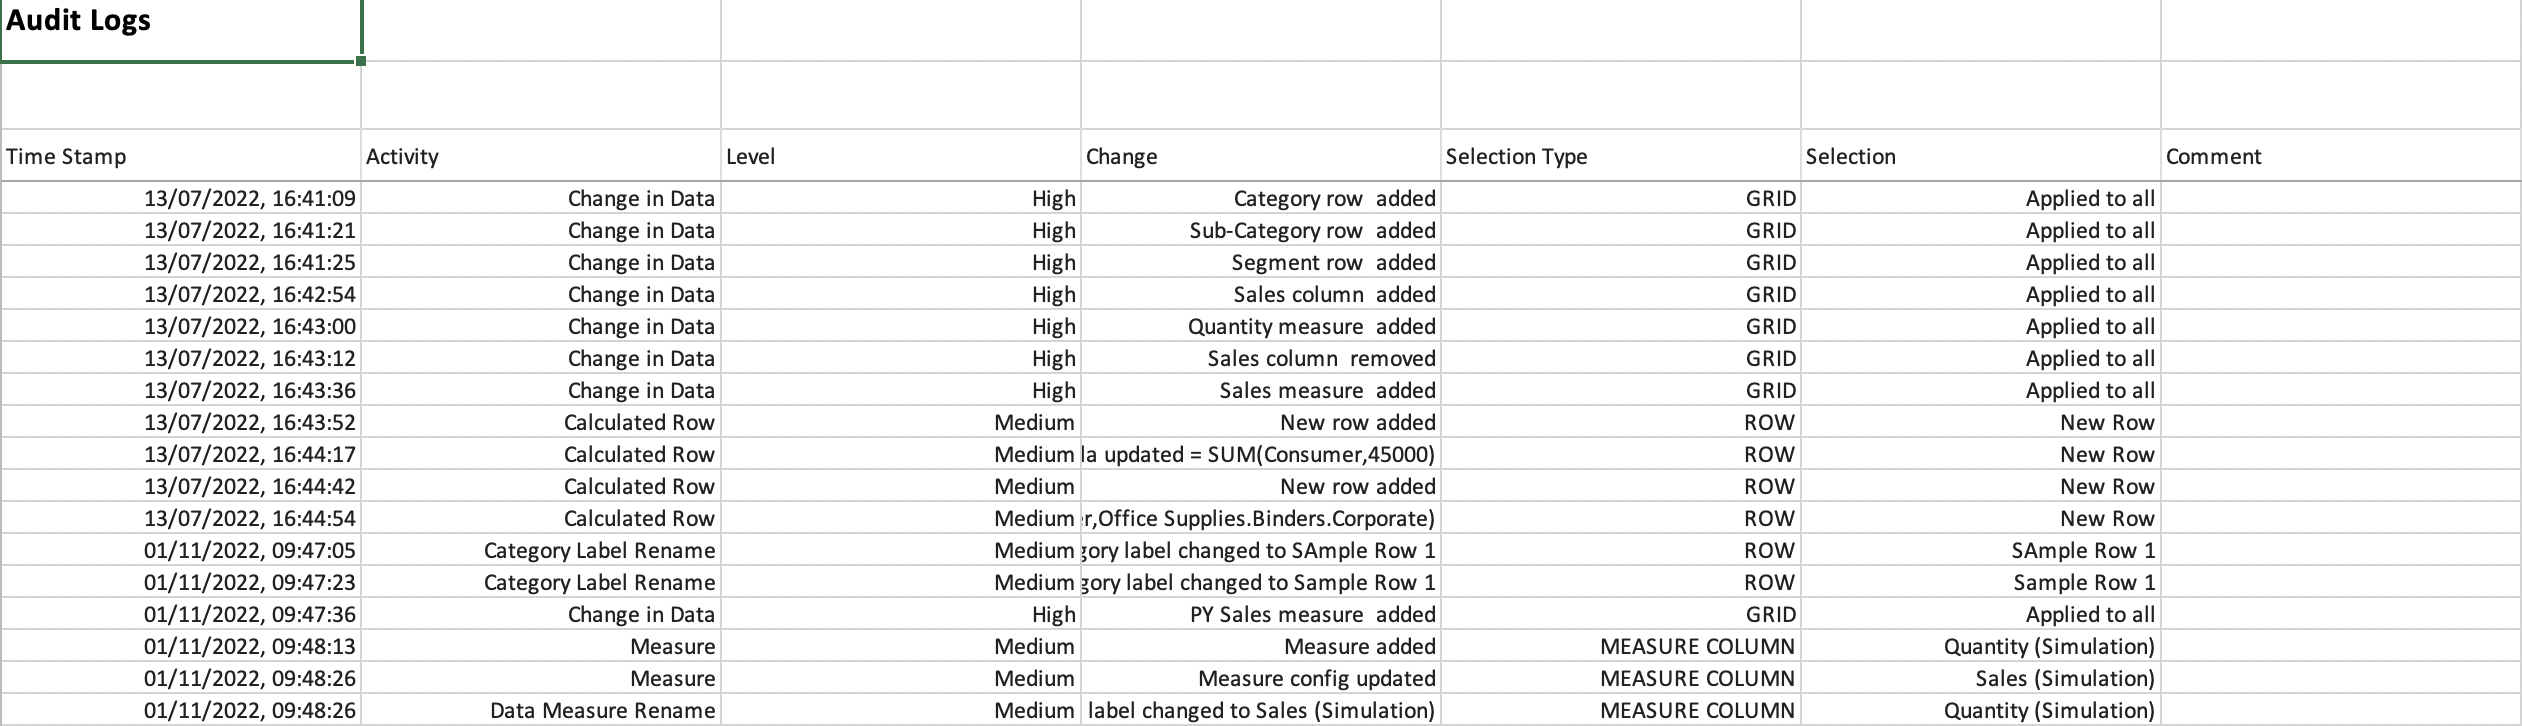 Audit Logs
Time Stamp Activity Level Change Selection Type Selection Comment
13/07/2022, 16:41:09 Change in Data High Category row added GRID Applied to all
13/07/2022, 16:41:21 Change in Data High Sub-Category row added GRID Applied to all
13/07/2022, 16:41:25 Change in Data High Segment row added GRID Applied to all
13/07/2022, 16:42:54 Change in Data High Sales column added GRID Applied to all
13/07/2022, 16:43:00 Change in Data High Quantity measure added GRID Applied to all
13/07/2022, 16:43:12 Change in Data High Sales column removed GRID Applied to all
13/07/2022, 16:43:36 Change in Data High Sales measure added GRID Applied to all
13/07/2022, 16:43:52 Calculated Row Medium New row added ROW New Row
13/07/2022, 16:44:17 Calculated Row Medium la updated = SUM(Consumer,45000) ROW New Row
13/07/2022, 16:44:42 Calculated Row Medium New row added ROW New Row
13/07/2022, 16:44:54 Calculated Row Medium r,Office Supplies.Binders.Corporate) ROW New Row
01/11/2022, 09:47:05 Category Label Rename Medium gory label changed to SAmple Row 1 ROW SAmple Row 1
01/11/2022, 09:47:23 Category Label Rename Medium gory label changed to Sample Row 1 ROW Sample Row 1
01/11/2022, 09:47:36 Change in Data High PY Sales measure added GRID Applied to all
01/11/2022, 09:48:13 Measure Medium Measure added MEASURE COLUMN Quantity (Simulation)
01/11/2022, 09:48:26 Measure Medium Measure config updated MEASURE COLUMN Sales (Simulation)
01/11/2022, 09:48:26 Data Measure Rename Medium label changed to Sales (Simulation) MEASURE COLUMN Quantity (Simulation)